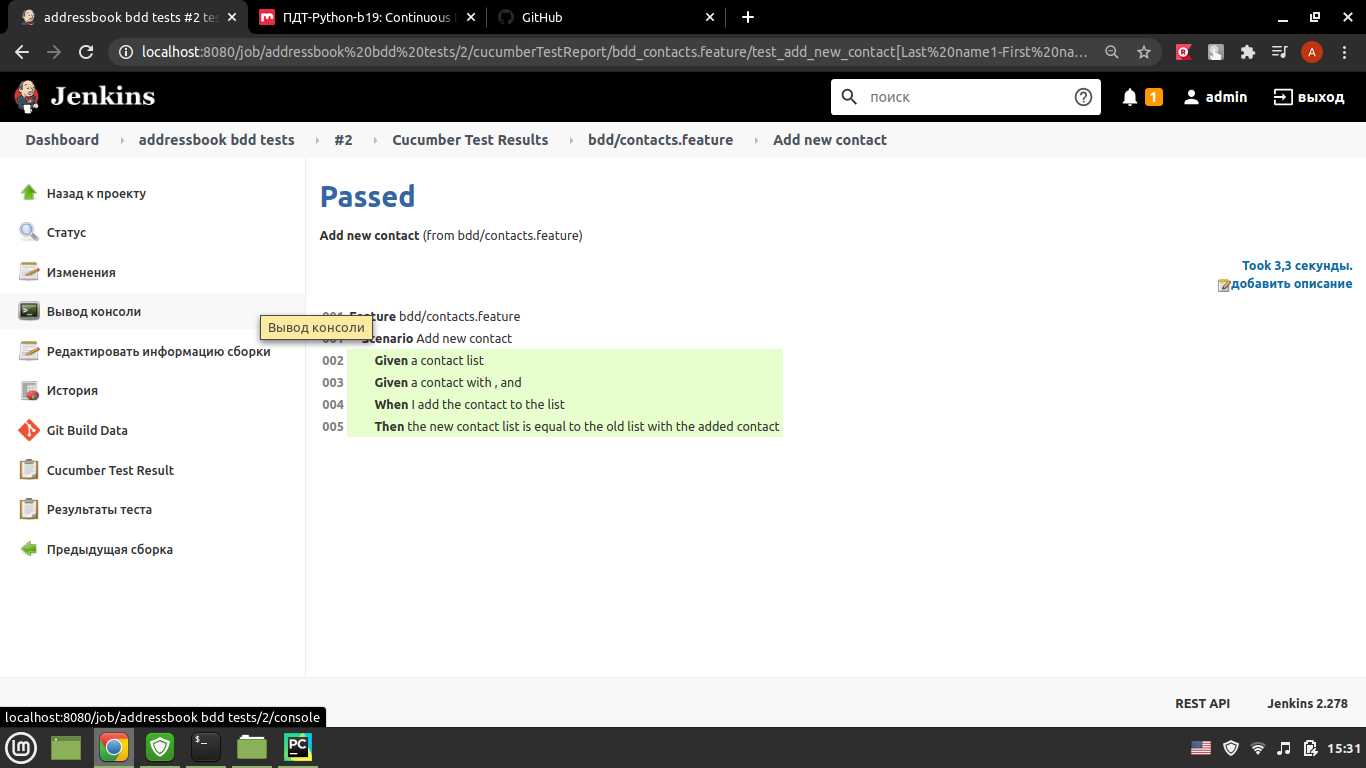 addressbook bdd tests #2 tes
ПДТ-Python-b19: Continuous
GitHub
localhost:8080/job/addressbook%20bdd%20tests/2/cucumberTestReport/bdd_contacts.feature/test_add_new_contact[Last%20name1-First%20na...
A
Jenkins
поиск
1
admin
выход
Dashboard
addressbook bdd tests
#2
Cucumber Test Results
bdd/contacts.feature
Add new contact
Назад к проекту
Статус
Изменения
Вывод консоли
Редактировать информацию сборки
История
Git Build Data
Cucumber Test Result
Результаты теста
Предыдущая сборка
Passed
Add new contact (from bdd/contacts.feature)
Took 3,3 секунды.
добавить описание
bdd/contacts.feature
Вывод консоли
Scenario Add new contact
002 Given a contact list
003 Given a contact with , and
004 When I add the contact to the list
005 Then the new contact list is equal to the old list with the added contact
REST API
Jenkins 2.278
localhost:8080/job/addressbook bdd tests/2/console
PC
15:31